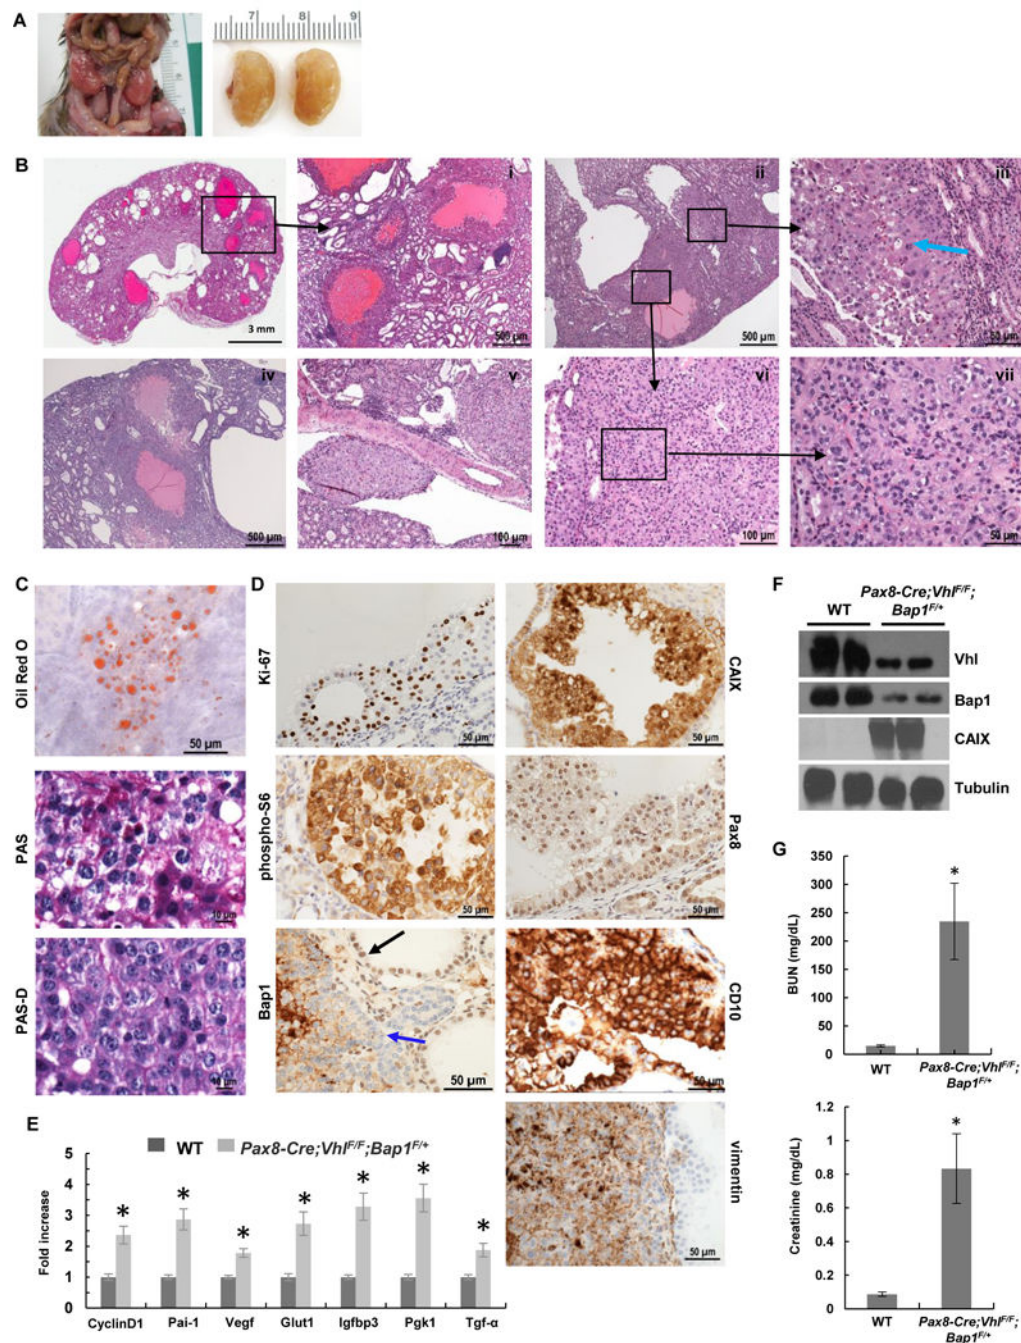 A
7 8 9
B
3 mm
i
500 µm
ii
500 µm
iii
50 µm
iv
500 µm
v
100 µm
vi
100 µm
vii
50 µm
C
Oil Red O
50 µm
PAS
10 µm
PAS-D
10 µm
D
Ki-67
50 µm
CAIX
50 µm
phospho-S6
50 µm
Pax8
50 µm
Bap1
50 µm
CD10
50 µm
vimentin
50 µm
E
WT
Pax8-Cre;Vhl^F/F;Bap1^F/+
Fold increase
5
4
3
2
1
0
CyclinD1 Pai-1 Vegf Glut1 Igfbp3 Pgk1 Tgf-α
* * * * * * *
F
WT
Pax8-Cre;Vhl^F/F;
Bap1^F/+
Vhl
Bap1
CAIX
Tubulin
G
BUN (mg/dL)
350
300
250
200
150
100
50
0
*
WT Pax8-Cre;Vhl^F/F;
Bap1^F/+
Creatinine (mg/dL)
1.2
1
0.8
0.6
0.4
0.2
0
*
WT Pax8-Cre;Vhl^F/F;
Bap1^F/+